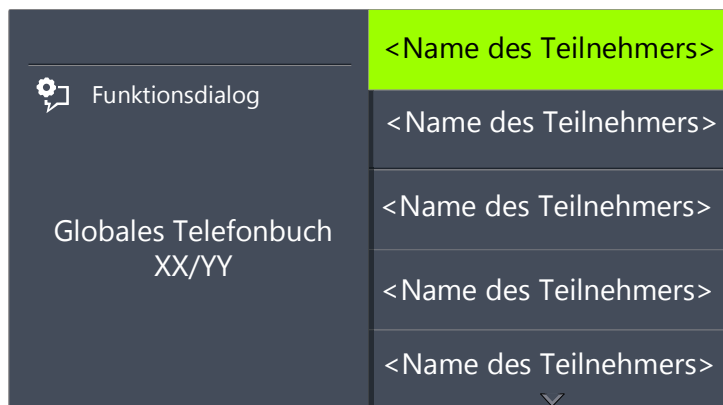 Funktionsdialog
Globales Telefonbuch
XX/YY
<Name des Teilnehmers>
<Name des Teilnehmers>
<Name des Teilnehmers>
<Name des Teilnehmers>
<Name des Teilnehmers>